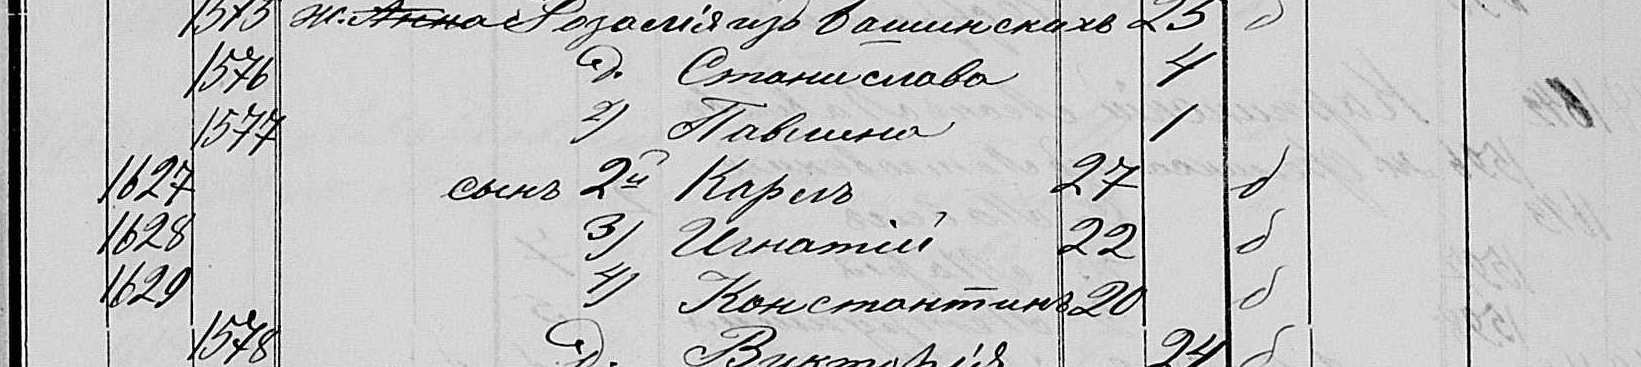 1575 ж. Анна Розалія изъ Вашинскихъ 25 б
1576 д. Станислава 4
1577 2) Павлина 1
1627 сынъ 2й Карлъ 27 б
1628 3) Игнатій 22 б
1629 4) Константинъ 20 б
1578 д. Викторія 24 б